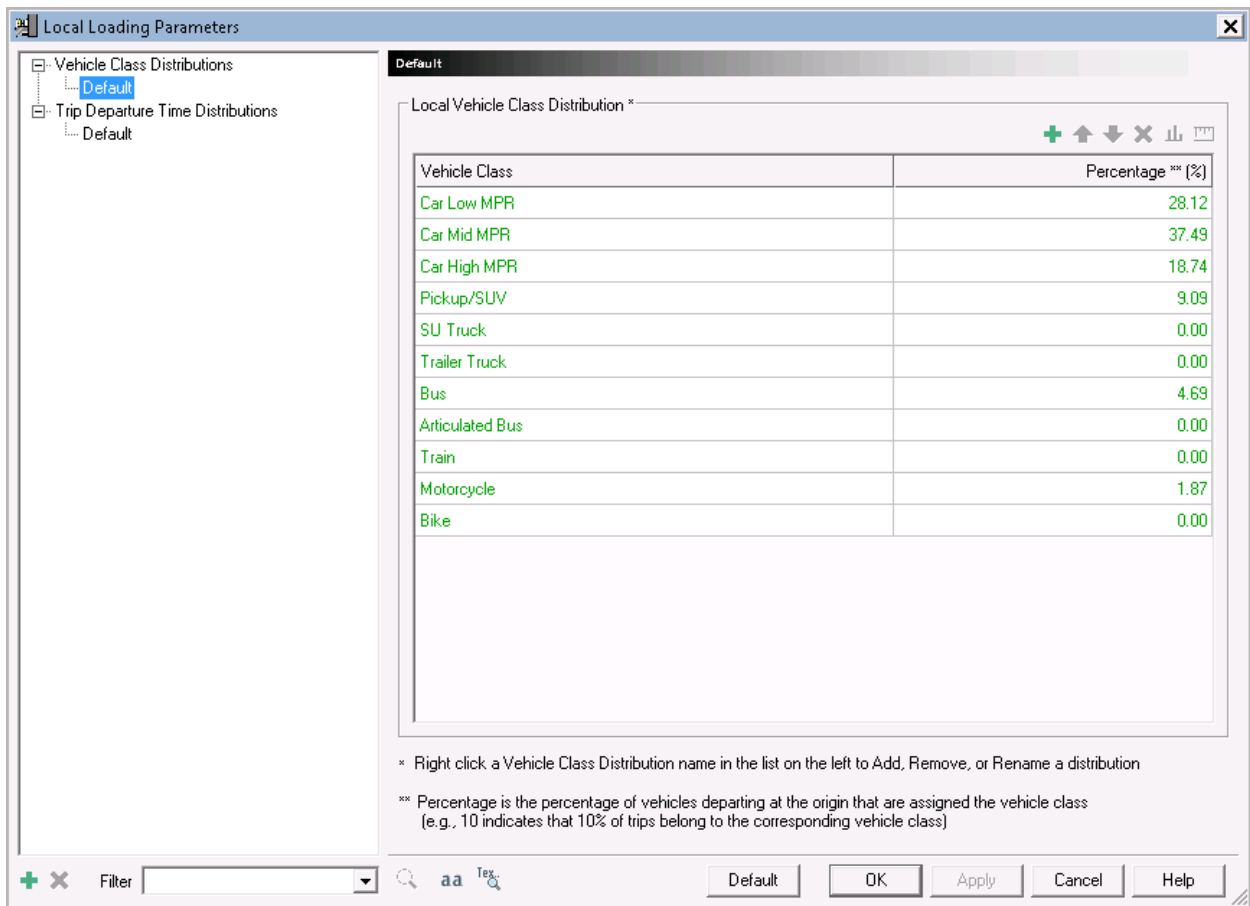 Local Loading Parameters
Vehicle Class Distributions
Default
Trip Departure Time Distributions
Default
Default
Local Vehicle Class Distribution *
Vehicle Class Percentage ** (%)
Car Low MPR 28.12
Car Mid MPR 37.49
Car High MPR 18.74
Pickup/SUV 9.09
SU Truck 0.00
Trailer Truck 0.00
Bus 4.69
Articulated Bus 0.00
Train 0.00
Motorcycle 1.87
Bike 0.00
* Right click a Vehicle Class Distribution name in the list on the left to Add, Remove, or Rename a distribution
** Percentage is the percentage of vehicles departing at the origin that are assigned the vehicle class
(e.g., 10 indicates that 10% of trips belong to the corresponding vehicle class)
Filter aa Tex.. Default OK Apply Cancel Help